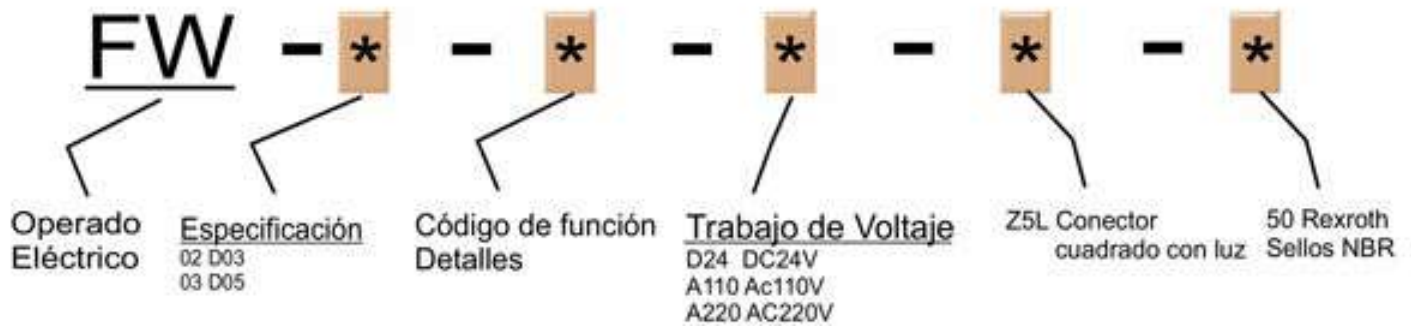 FW - * - * - * - * - *
Operado
Eléctrico
Especificación
02 D03
03 D05
Código de función
Detalles
Trabajo de Voltaje
D24 DC24V
A110 Ac110V
A220 AC220V
Z5L Conector
cuadrado con luz
50 Rexroth
Sellos NBR